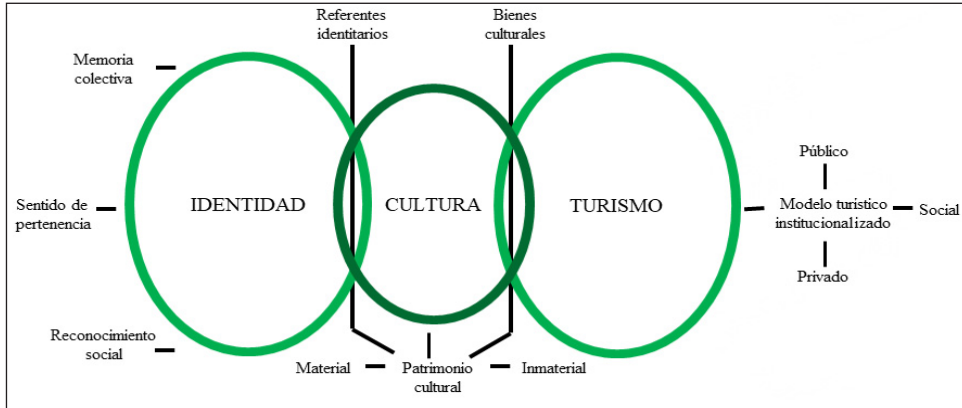 Referentes
identitarios
Bienes
culturales
Memoria
colectiva
Público
Sentido de
pertenencia
IDENTIDAD
CULTURA
TURISMO
Modelo turístico
institucionalizado
Social
Privado
Reconocimiento
social
Material
Patrimonio
cultural
Inmaterial